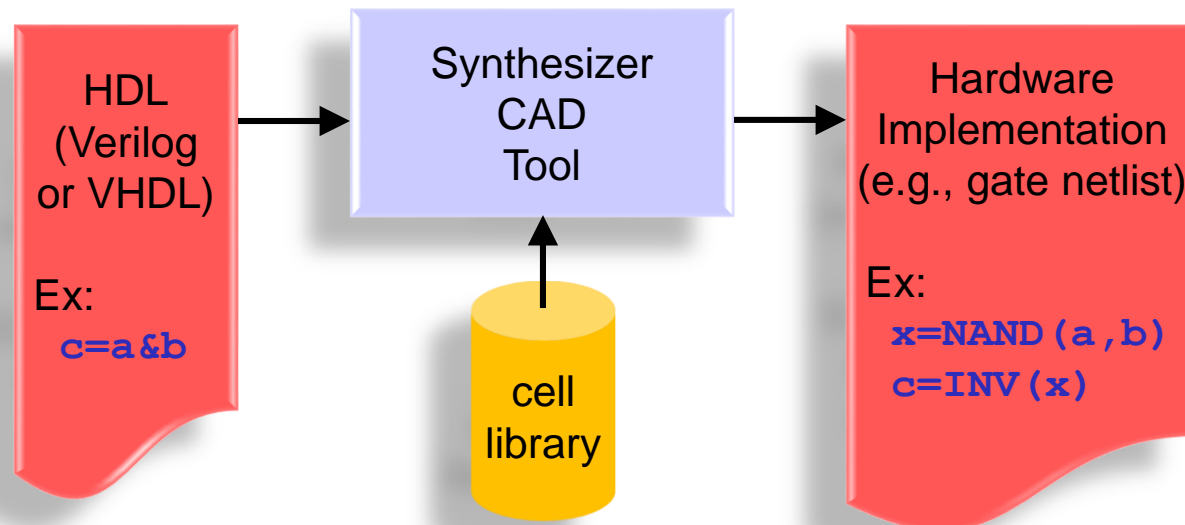 HDL
(Verilog
or VHDL)
Ex:
c=a&b
Synthesizer
CAD
Tool
cell
library
Hardware
Implementation
(e.g., gate netlist)
Ex:
x=NAND(a,b)
c=INV(x)